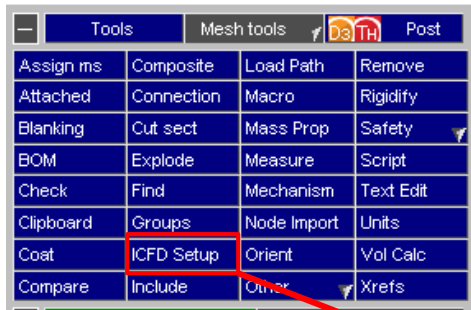 Tools Mesh tools D3 TH Post
Assign ms Composite Load Path Remove
Attached Connection Macro Rigidify
Blanking Cut sect Mass Prop Safety
BOM Explode Measure Script
Check Find Mechanism Text Edit
Clipboard Groups Node Import Units
Coat ICFD Setup Orient Vol Calc
Compare Include Other Xrefs